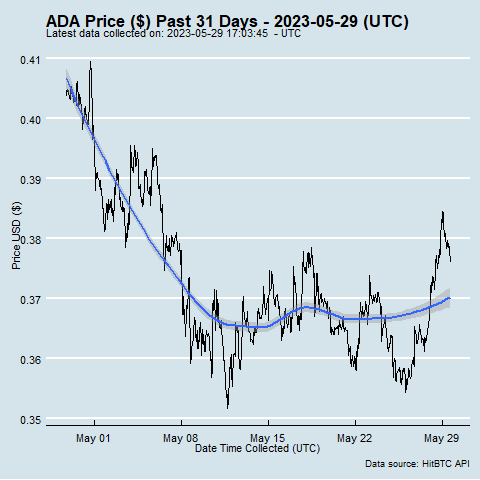 ADA Price ($) Past 31 Days - 2023-05-29 (UTC)
Latest data collected on: 2023-05-29 17:03:45 - UTC
0.41
0.40
0.39
0.38
0.37
0.36
0.35
Price USD ($)
May 01
May 08
May 15
May 22
May 29
Date Time Collected (UTC)
Data source: HitBTC API